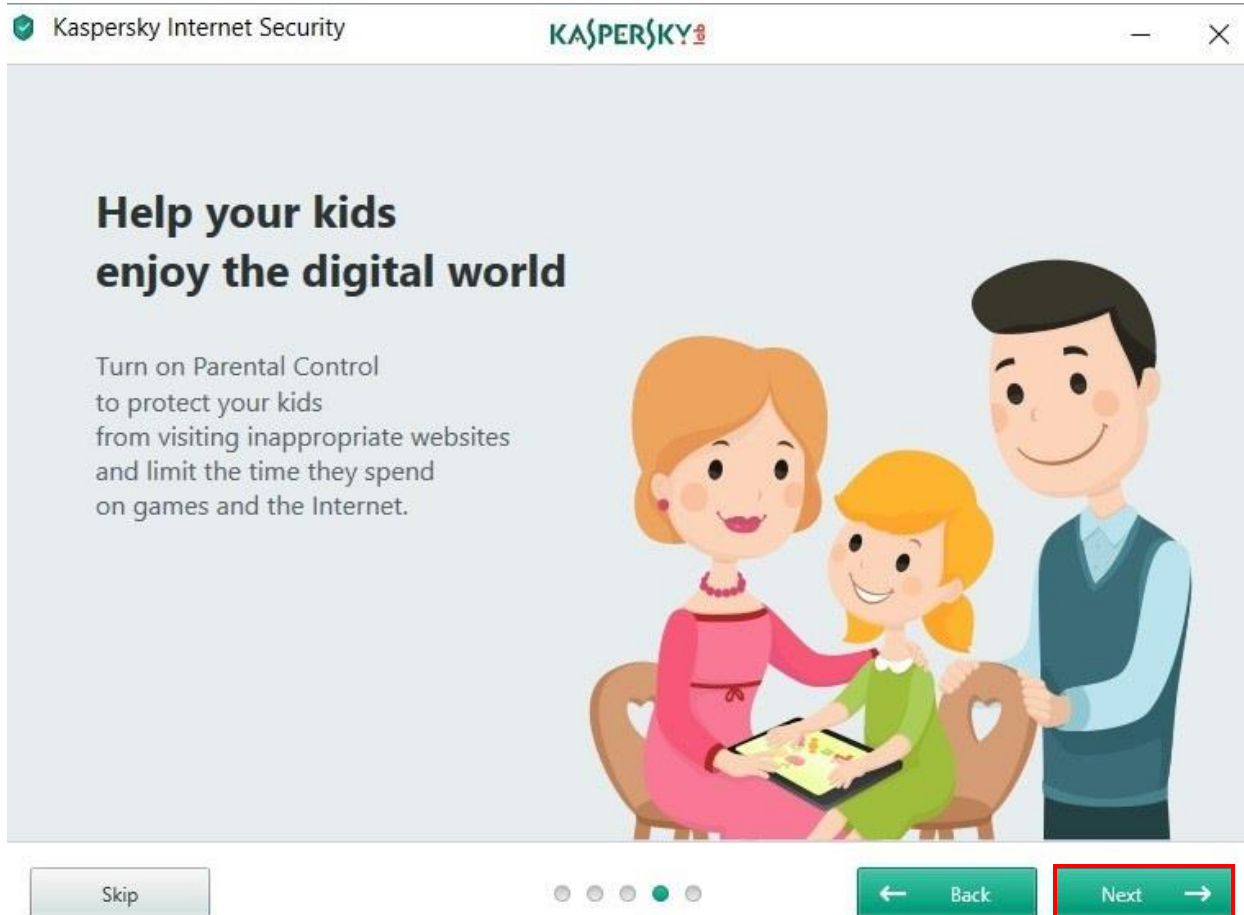 Kaspersky Internet Security
KASPERSKY lab
Help your kids
enjoy the digital world
Turn on Parental Control
to protect your kids
from visiting inappropriate websites
and limit the time they spend
on games and the Internet.
Skip
Back
Next